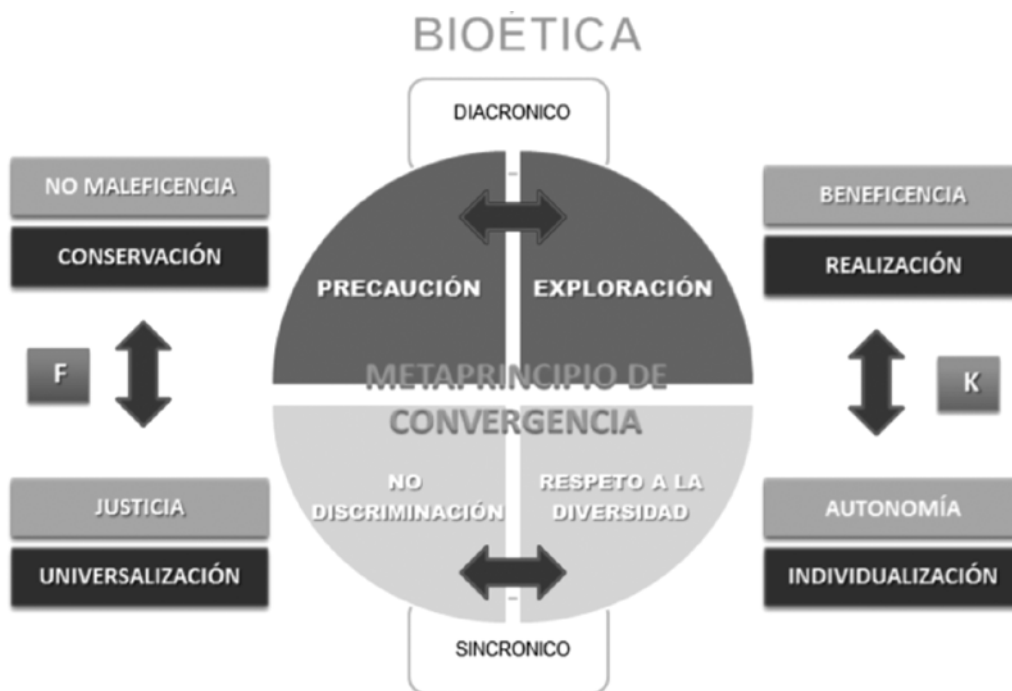 BIOÉTICA
DIACRONICO
NO MALEFICENCIA
CONSERVACIÓN
BENEFICENCIA
REALIZACIÓN
PRECAUCIÓN
EXPLORACIÓN
F
K
METAPRINCIPIO DE
CONVERGENCIA
NO
DISCRIMINACIÓN
RESPETO A LA
DIVERSIDAD
JUSTICIA
UNIVERSALIZACIÓN
AUTONOMÍA
INDIVIDUALIZACIÓN
SINCRONICO